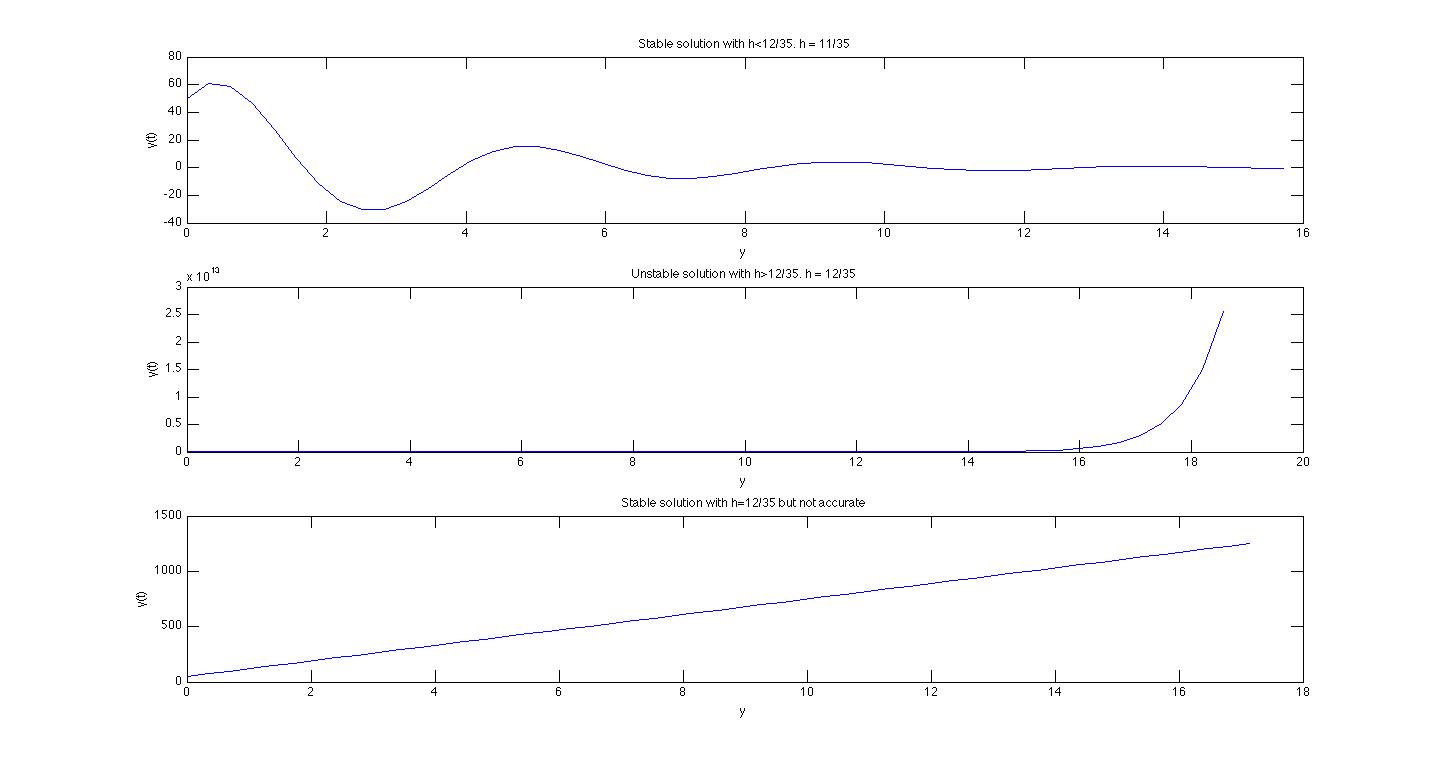 Stable solution with h<12/35. h = 11/35
80
60
40
20
0
-20
-40
y(t)
0 2 4 6 8 10 12 14 16
y
Unstable solution with h>12/35. h = 12/35
x 10^13
3
2.5
2
1.5
1
0.5
0
y(t)
0 2 4 6 8 10 12 14 16 18 20
y
Stable solution with h=12/35 but not accurate
1500
1000
500
0
y(t)
0 2 4 6 8 10 12 14 16 18
y